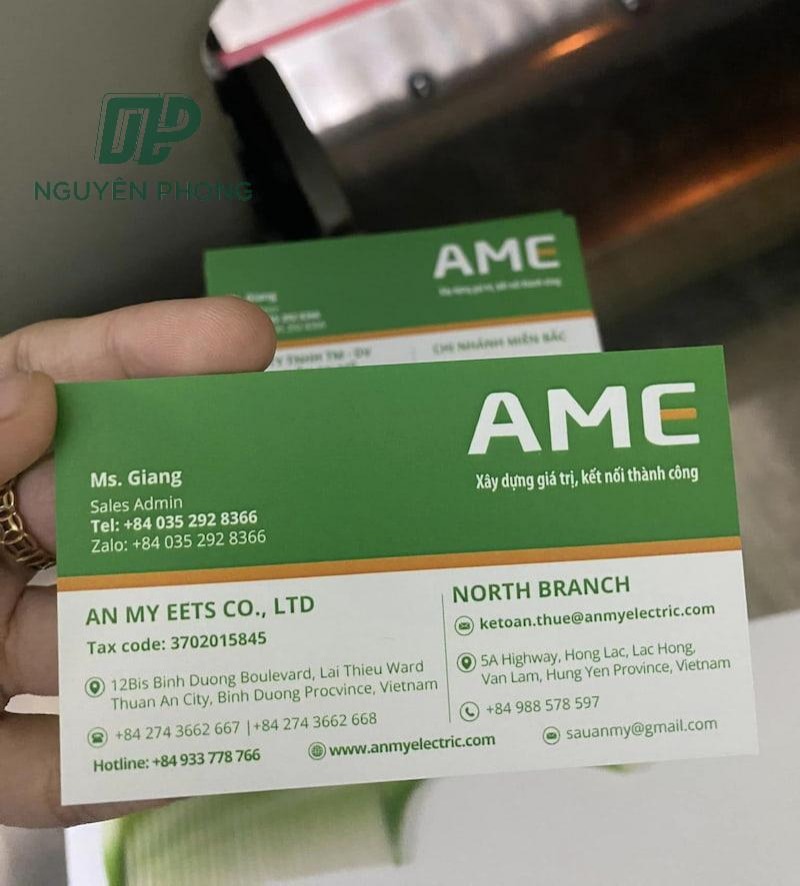 NGUYÊN PHONG
AME
Giang
CHI NHÁNH MIỀN BẮC
AME
Xây dựng giá trị, kết nối thành công
Ms. Giang
Sales Admin
Tel: +84 035 292 8366
Zalo: +84 035 292 8366
AN MY EETS CO., LTD
Tax code: 3702015845
12Bis Binh Duong Boulevard, Lai Thieu Ward
Thuan An City, Binh Duong Procvince, Vietnam
+84 274 3662 667 |+84 274 3662 668
Hotline: +84 933 778 766
www.anmyelectric.com
NORTH BRANCH
ketoan.thue@anmyelectric.com
5A Highway, Hong Lac, Lac Hong,
Van Lam, Hung Yen Province, Vietnam
+84 988 578 597
sauanmy@gmail.com